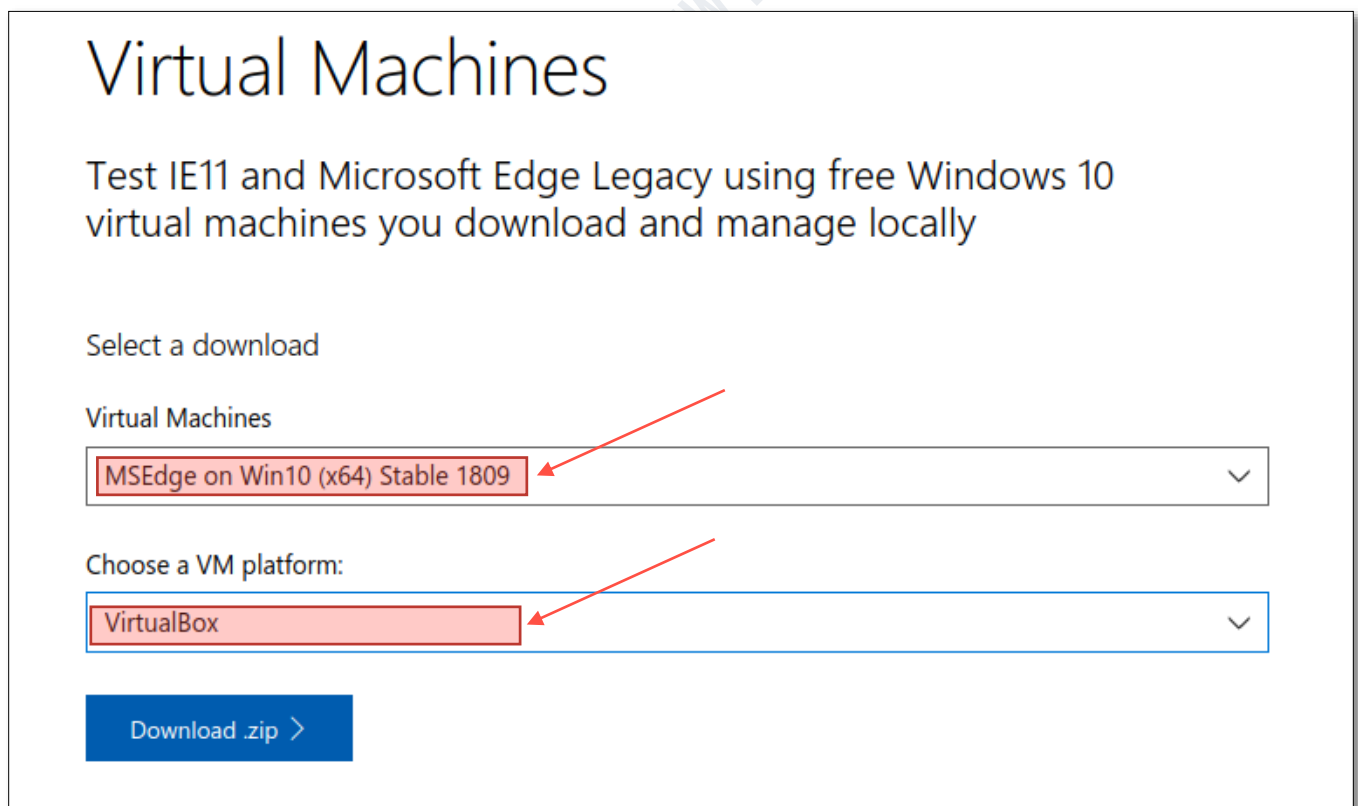 Virtual Machines
Test IE11 and Microsoft Edge Legacy using free Windows 10
virtual machines you download and manage locally
Select a download
Virtual Machines
MSEdge on Win10 (x64) Stable 1809
Choose a VM platform:
VirtualBox
Download .zip